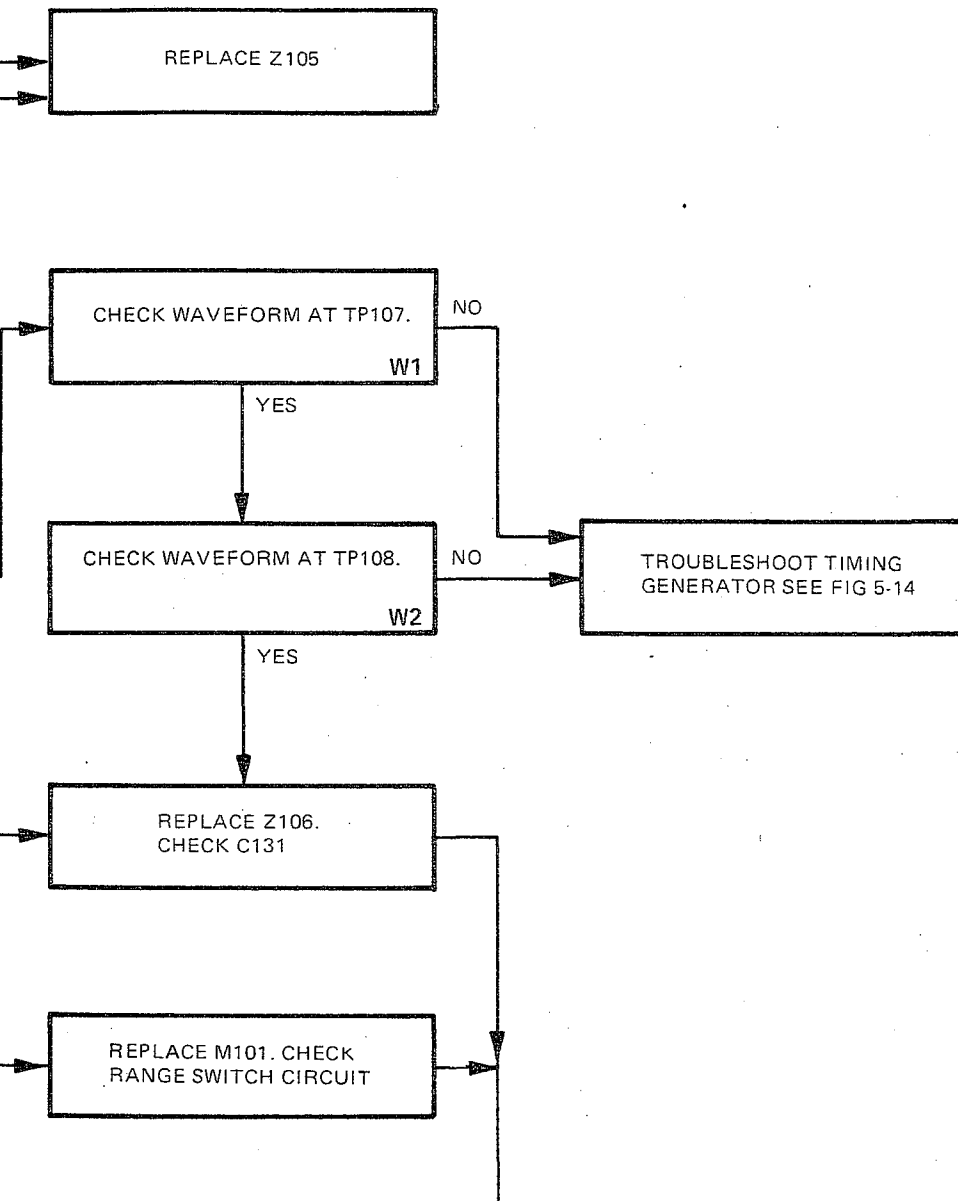 REPLACE Z105
CHECK WAVEFORM AT TP107.
W1
NO
YES
CHECK WAVEFORM AT TP108.
W2
NO
YES
TROUBLESHOOT TIMING
GENERATOR SEE FIG 5-14
REPLACE Z106.
CHECK C131
REPLACE M101. CHECK
RANGE SWITCH CIRCUIT